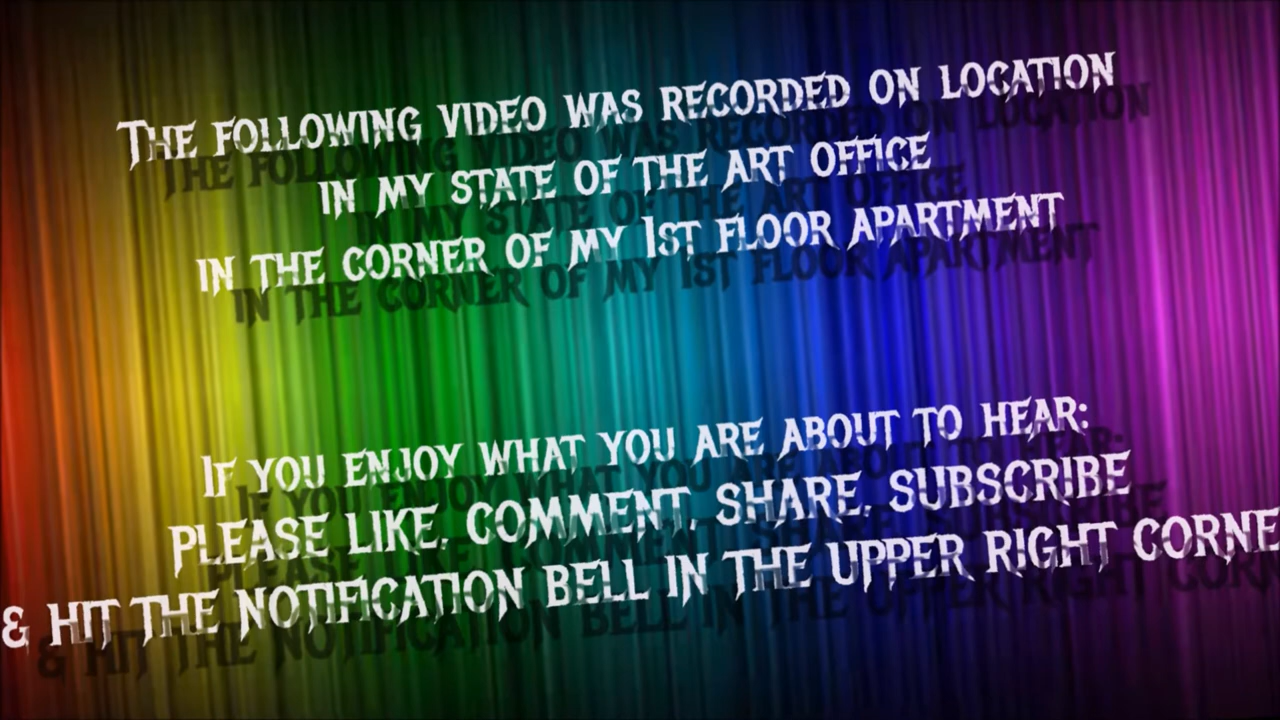 The following video was recorded on location
in my state of the art office
in the corner of my 1st floor apartment
If you enjoy what you are about to hear:
please like, comment, share, subscribe
& hit the notification bell in the upper right corne